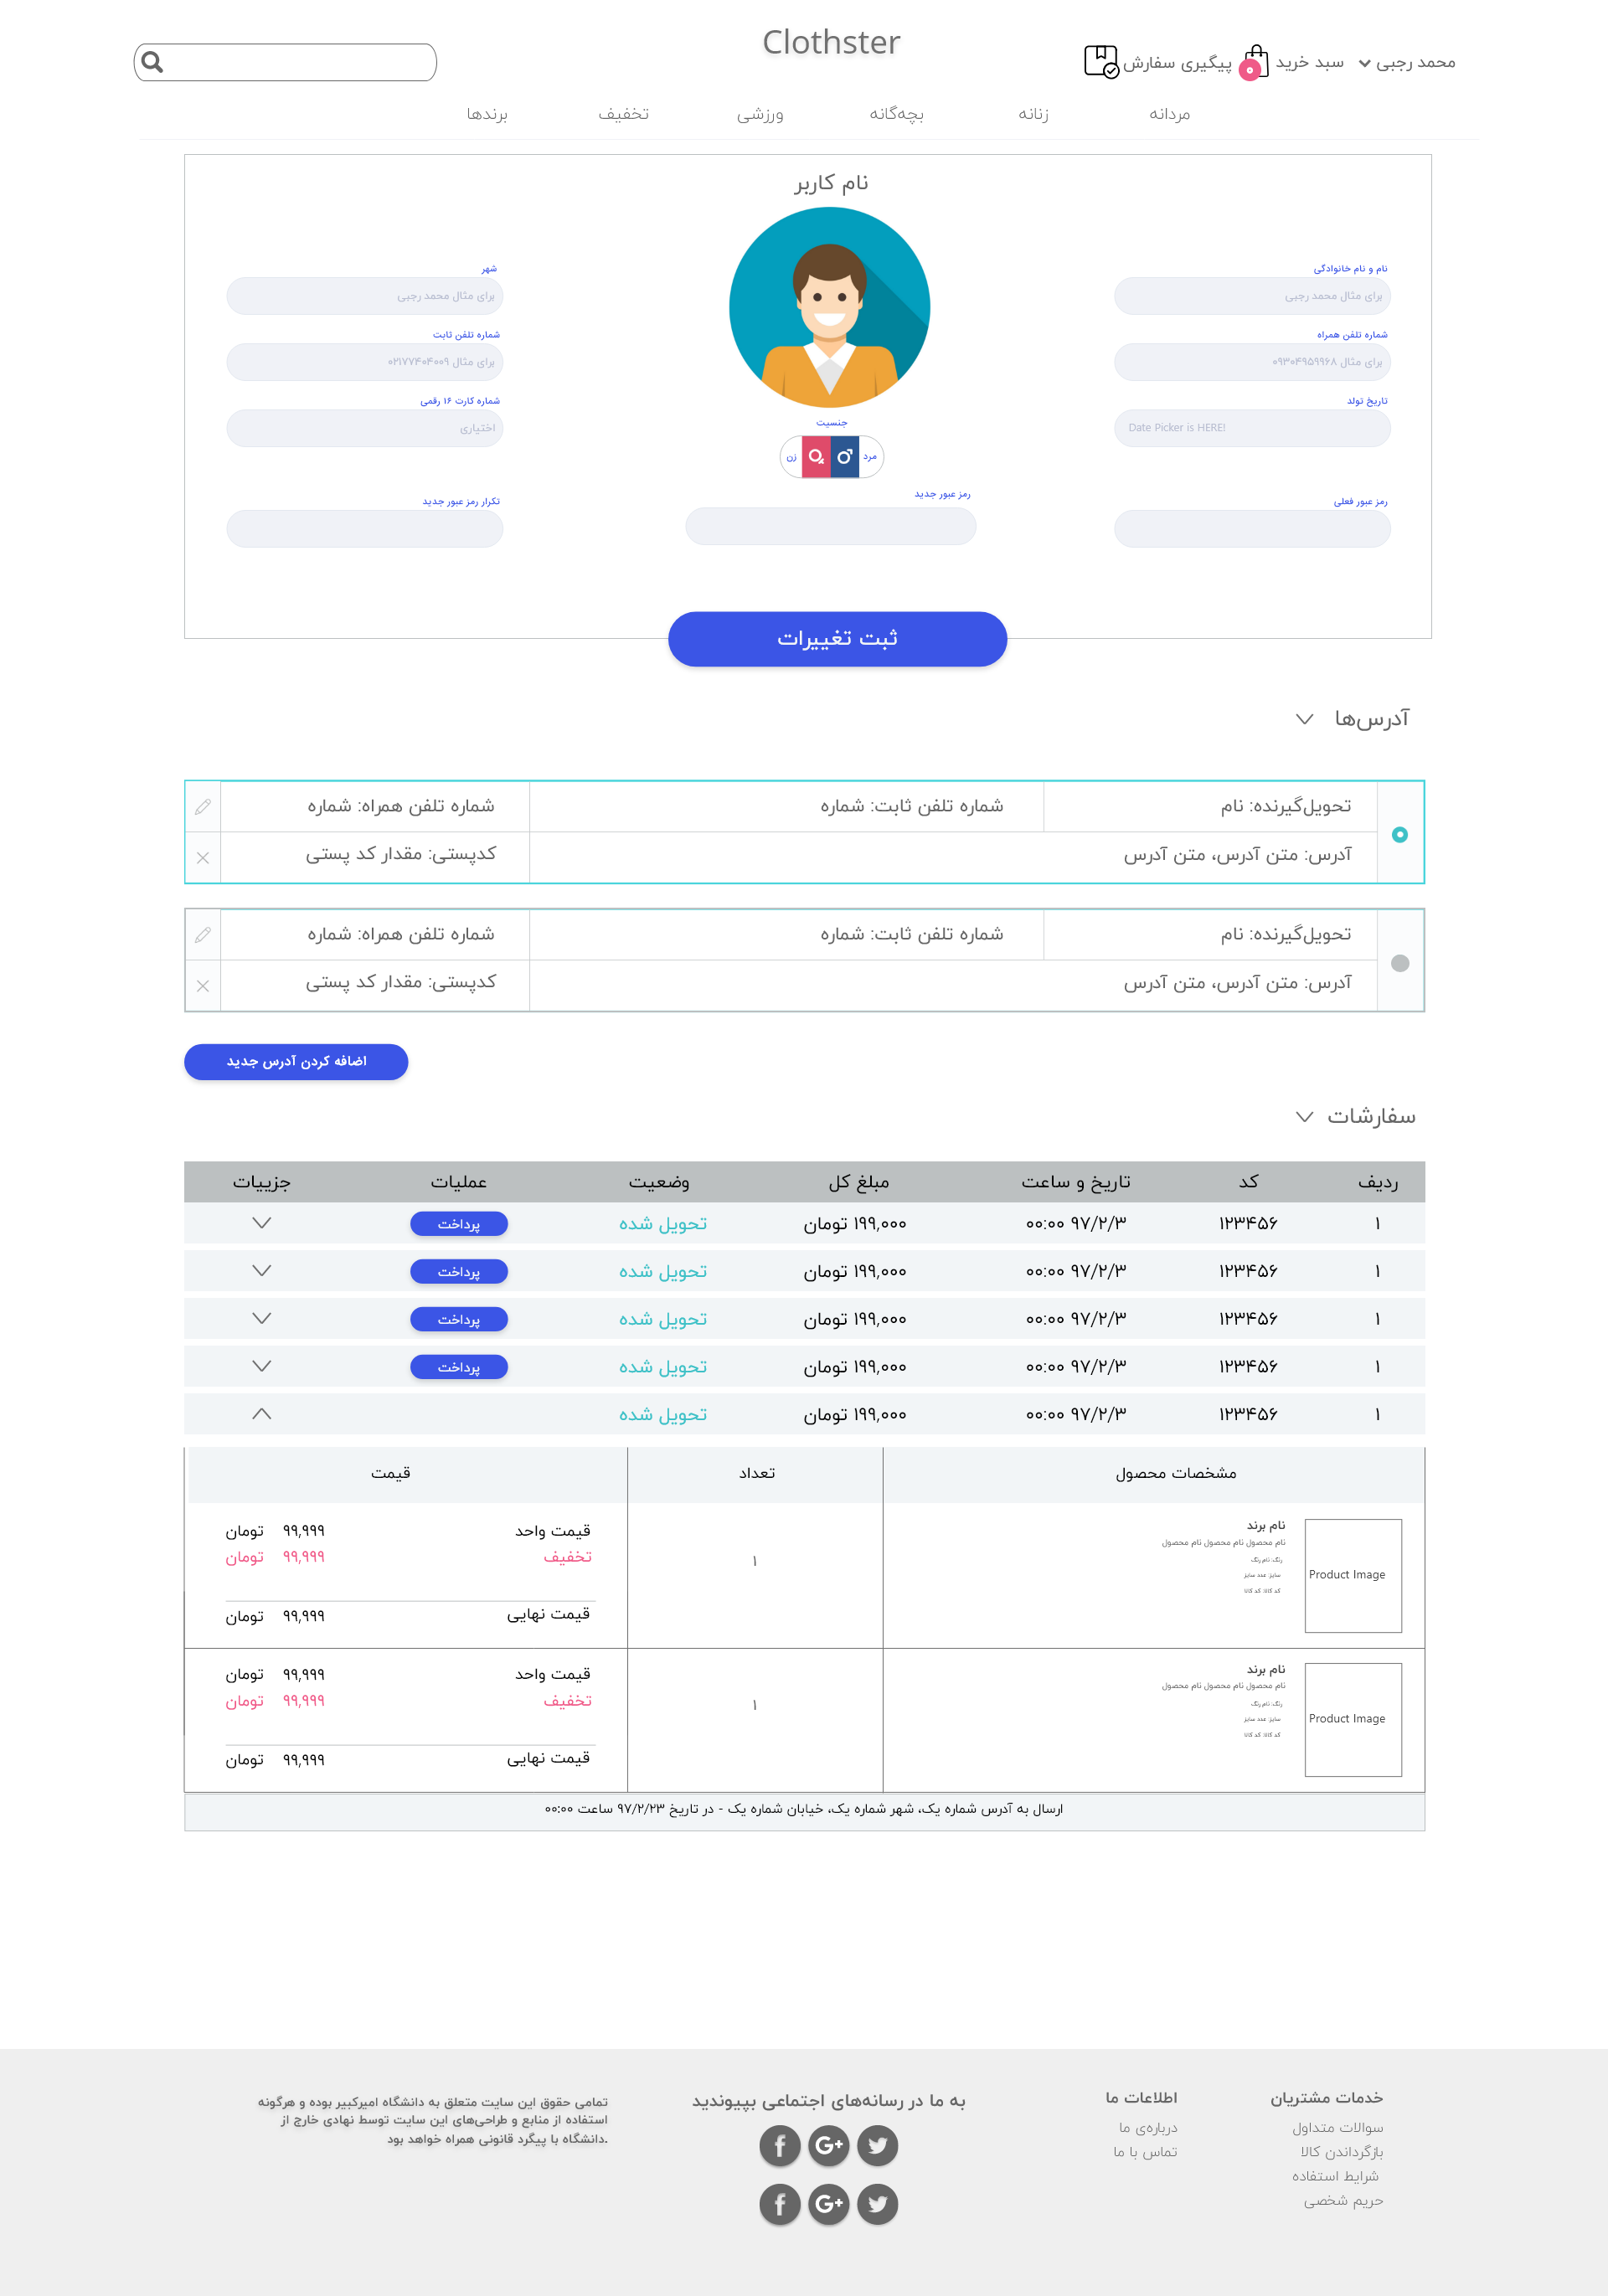 Clothster
محمد رجبی
سبد خرید
۰
پیگیری سفارش
مردانه
زنانه
بچه‌گانه
ورزشی
تخفیف
برندها
نام کاربر
نام و نام خانوادگی
برای مثال محمد رجبی
شماره تلفن همراه
برای مثال ۰۹۳۰۴۹۵۹۹۶۸
تاریخ تولد
Date Picker is HERE!
رمز عبور فعلی
جنسیت
مرد
زن
رمز عبور جدید
شهر
برای مثال محمد رجبی
شماره تلفن ثابت
برای مثال ۰۲۱۷۷۴۰۴۰۰۹
شماره کارت ۱۶ رقمی
اختیاری
تکرار رمز عبور جدید
ثبت تغییرات
آدرس‌ها
تحویل‌گیرنده: نام
شماره تلفن ثابت: شماره
شماره تلفن همراه: شماره
آدرس: متن آدرس، متن آدرس
کدپستی: مقدار کد پستی
تحویل‌گیرنده: نام
شماره تلفن ثابت: شماره
شماره تلفن همراه: شماره
آدرس: متن آدرس، متن آدرس
کدپستی: مقدار کد پستی
اضافه کردن آدرس جدید
سفارشات
ردیف کد تاریخ و ساعت مبلغ کل وضعیت عملیات جزییات
۱ ۱۲۳۴۵۶ ۹۷/۲/۳ ۰۰:۰۰ ۱۹۹,۰۰۰ تومان تحویل شده پرداخت
۱ ۱۲۳۴۵۶ ۹۷/۲/۳ ۰۰:۰۰ ۱۹۹,۰۰۰ تومان تحویل شده پرداخت
۱ ۱۲۳۴۵۶ ۹۷/۲/۳ ۰۰:۰۰ ۱۹۹,۰۰۰ تومان تحویل شده پرداخت
۱ ۱۲۳۴۵۶ ۹۷/۲/۳ ۰۰:۰۰ ۱۹۹,۰۰۰ تومان تحویل شده پرداخت
۱ ۱۲۳۴۵۶ ۹۷/۲/۳ ۰۰:۰۰ ۱۹۹,۰۰۰ تومان تحویل شده
مشخصات محصول تعداد قیمت
Product Image
نام برند
نام محصول نام محصول نام محصول
رنگ: نام رنگ
سایز: عدد سایز
کد کالا: کد کالا
۱
قیمت واحد ۹۹,۹۹۹ تومان
تخفیف ۹۹,۹۹۹ تومان
قیمت نهایی ۹۹,۹۹۹ تومان
Product Image
نام برند
نام محصول نام محصول نام محصول
رنگ: نام رنگ
سایز: عدد سایز
کد کالا: کد کالا
۱
قیمت واحد ۹۹,۹۹۹ تومان
تخفیف ۹۹,۹۹۹ تومان
قیمت نهایی ۹۹,۹۹۹ تومان
ارسال به آدرس شماره یک، شهر شماره یک، خیابان شماره یک - در تاریخ ۹۷/۲/۲۳ ساعت ۰۰:۰۰
خدمات مشتریان
سوالات متداول
بازگرداندن کالا
شرایط استفاده
حریم شخصی
اطلاعات ما
درباره‌ی ما
تماس با ما
به ما در رسانه‌های اجتماعی بپیوندید
تمامی حقوق این سایت متعلق به دانشگاه امیرکبیر بوده و هرگونه
استفاده از منابع و طراحی‌های این سایت توسط نهادی خارج از
دانشگاه با پیگرد قانونی همراه خواهد بود.